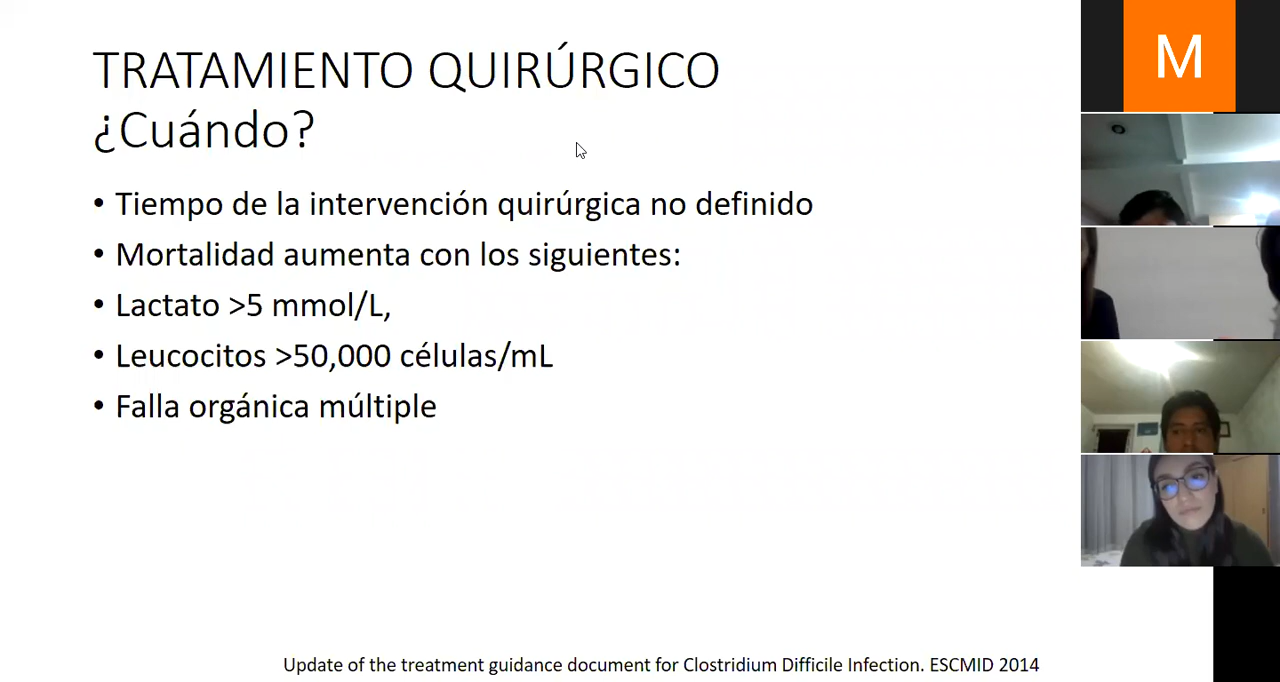 TRATAMIENTO QUIRÚRGICO
¿Cuándo?
• Tiempo de la intervención quirúrgica no definido
• Mortalidad aumenta con los siguientes:
• Lactato >5 mmol/L,
• Leucocitos >50,000 células/mL
• Falla orgánica múltiple
Update of the treatment guidance document for Clostridium Difficile Infection. ESCMID 2014
M